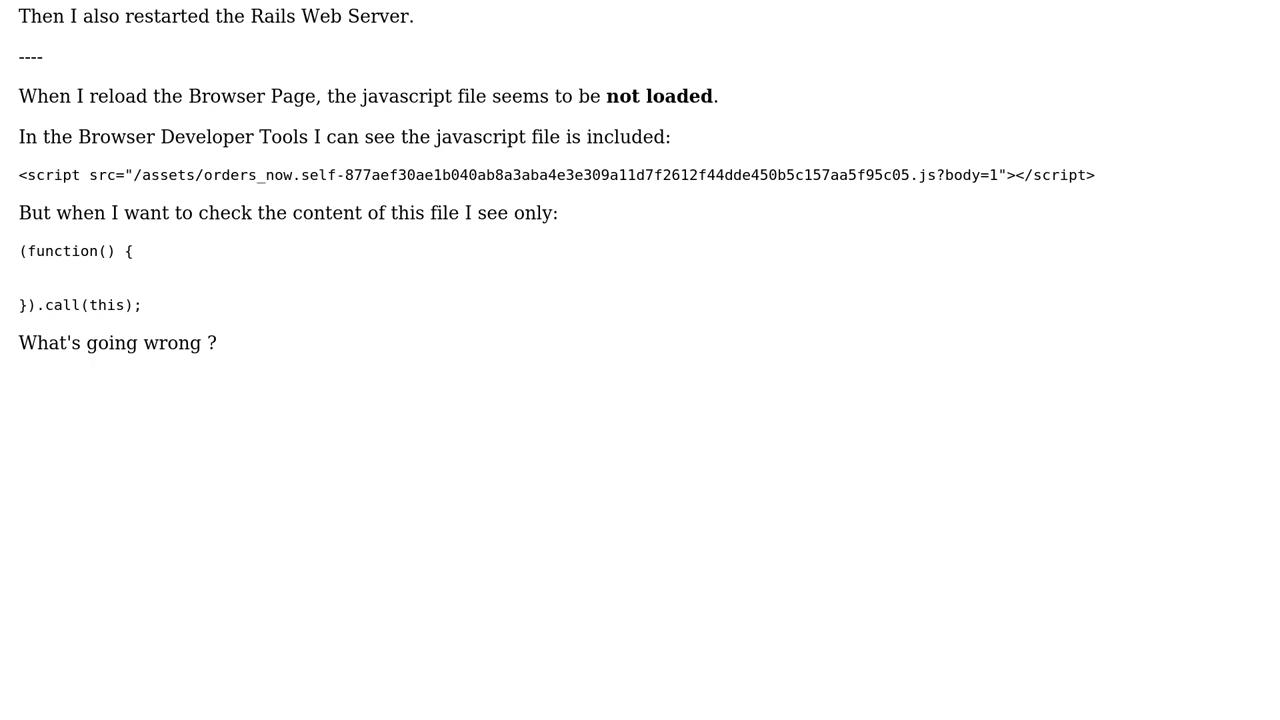 Then I also restarted the Rails Web Server.
----
When I reload the Browser Page, the javascript file seems to be not loaded.
In the Browser Developer Tools I can see the javascript file is included:
<script src="/assets/orders_now.self-877aef30ae1b040ab8a3aba4e3e309a11d7f2612f44dde450b5c157aa5f95c05.js?body=1"></script>
But when I want to check the content of this file I see only:
(function() {
}).call(this);
What's going wrong ?